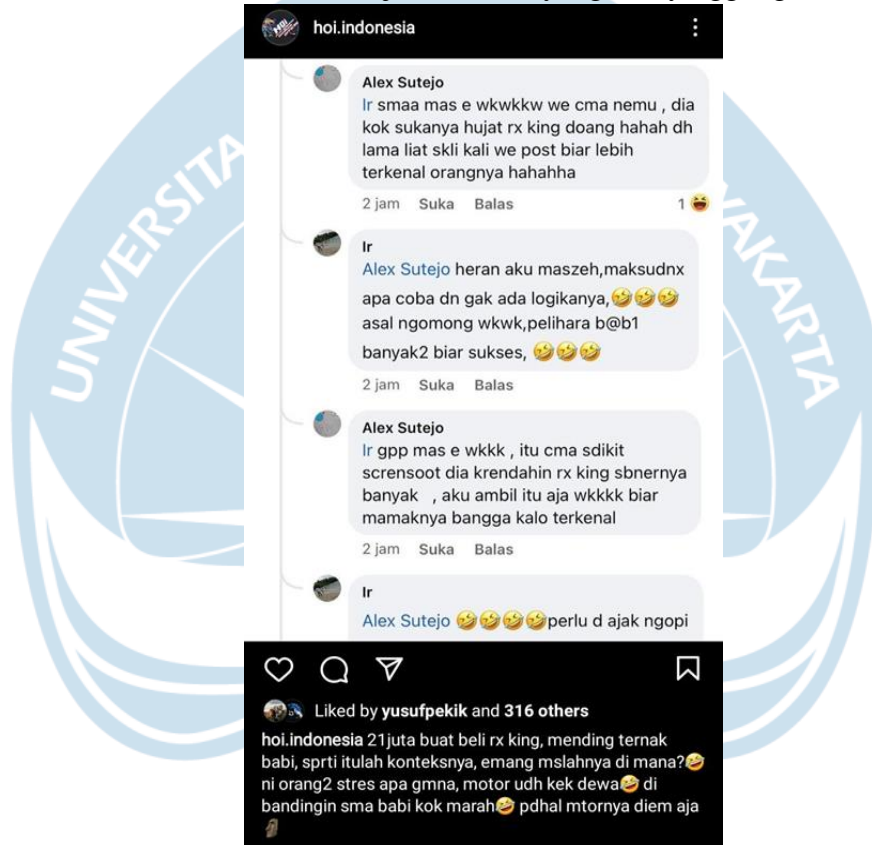 hoi.indonesia
Alex Sutejo
Ir smaa mas e wkwkkw we cma nemu , dia
kok sukanya hujat rx king doang hahah dh
lama liat skli kali we post biar lebih
terkenal orangnya hahahha
2 jam Suka Balas 1 😆
Ir
Alex Sutejo heran aku maszeh,maksudnx
apa coba dn gak ada logikanya,🤣🤣🤣
asal ngomong wkwk,pelihara b@b1
banyak2 biar sukses, 🤣🤣🤣
2 jam Suka Balas
Alex Sutejo
Ir gpp mas e wkkk , itu cma sdikit
scrensoot dia krendahin rx king sbnernya
banyak , aku ambil itu aja wkkkk biar
mamaknya bangga kalo terkenal
2 jam Suka Balas
Ir
Alex Sutejo 🤣🤣🤣🤣perlu d ajak ngopi
Liked by yusufpekik and 316 others
hoi.indonesia 21juta buat beli rx king, mending ternak
babi, sprti itulah konteksnya, emang mslahnya di mana?🤣
ni orang2 stres apa gmna, motor udh kek dewa🤣 di
bandingin sma babi kok marah🤣 pdhal mtornya diem aja
🗿
UNIVERSITA
YAKARTA